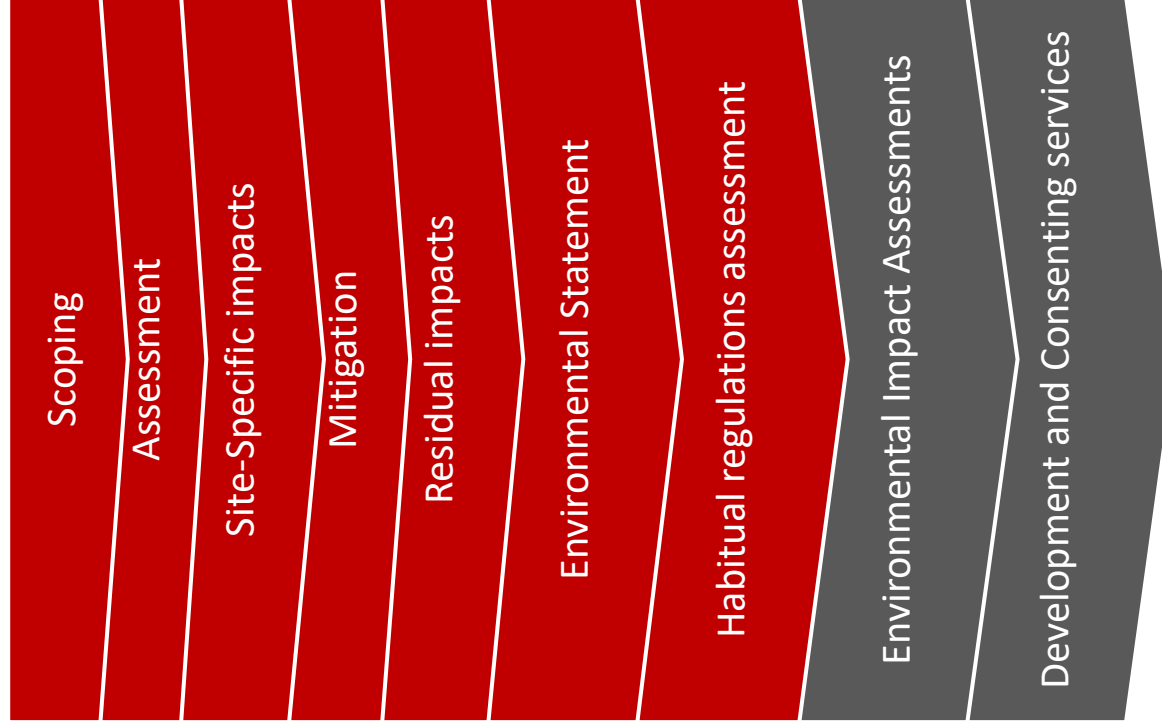 Scoping
Assessment
Site-Specific impacts
Mitigation
Residual impacts
Environmental Statement
Habitual regulations assessment
Environmental Impact Assessments
Development and Consenting services